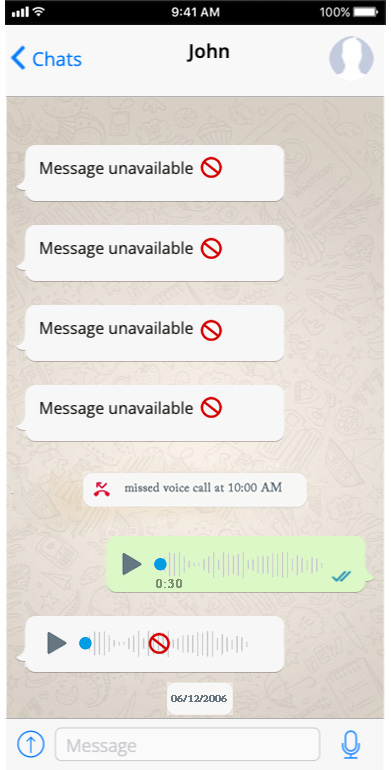 9:41 AM
100%
Chats
John
Message unavailable
Message unavailable
Message unavailable
Message unavailable
missed voice call at 10:00 AM
0:30
06/12/2006
Message